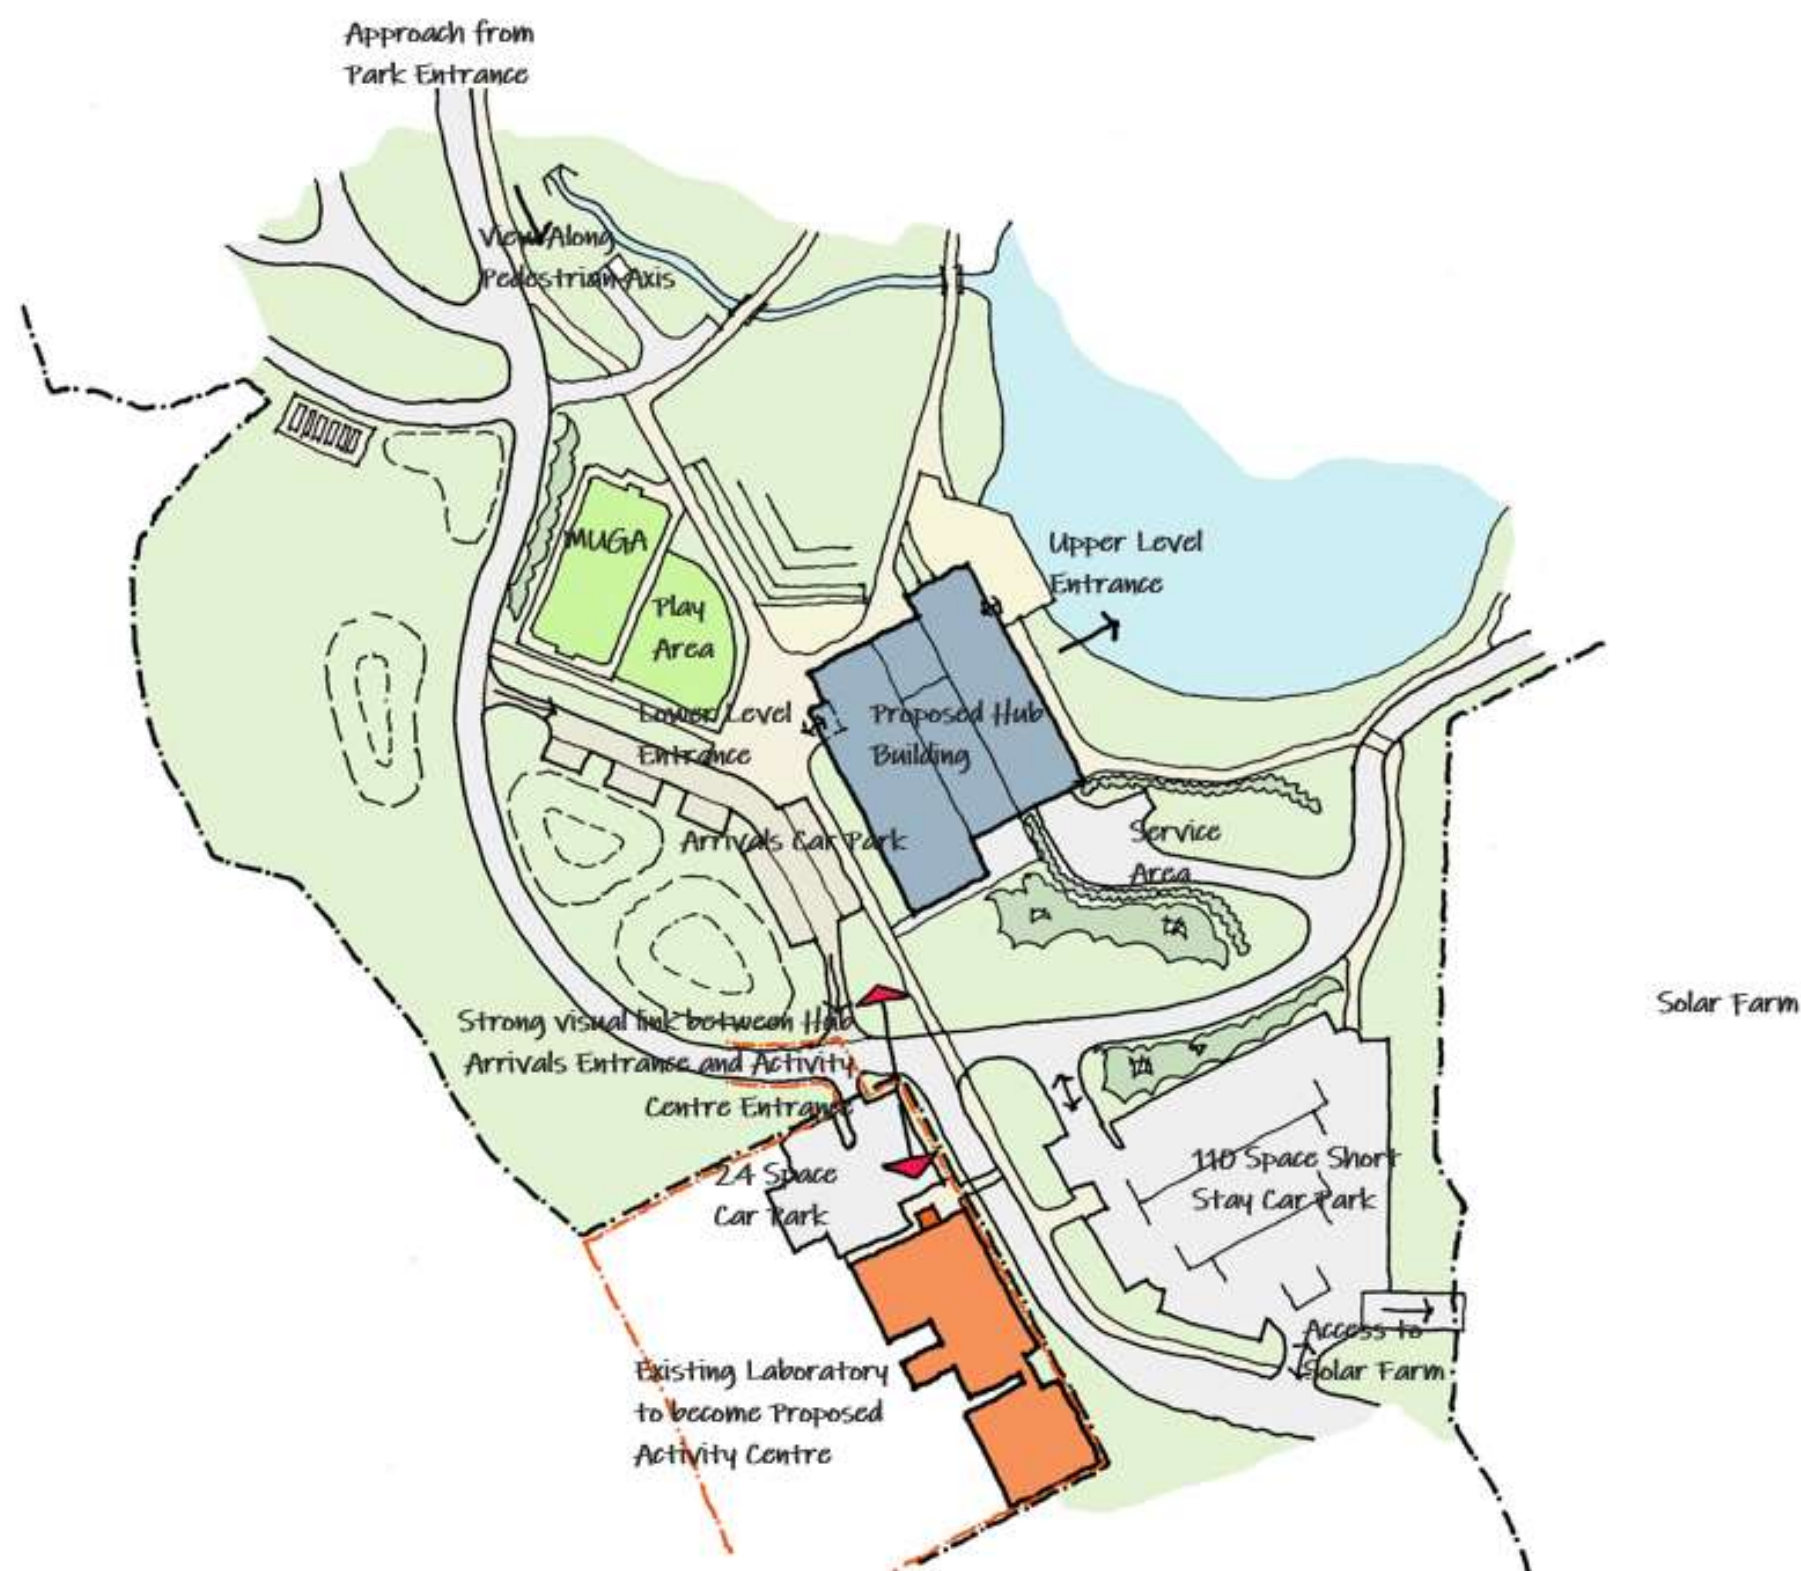 Approach from
Park Entrance
View Along
Pedestrian Axis
MUGA
Play
Area
Upper Level
Entrance
Lower Level
Entrance
Proposed Hub
Building
Arrivals Car Park
Service
Area
Solar Farm
Strong visual link between Hub
Arrivals Entrance and Activity
Centre Entrance
24 Space
Car Park
110 Space Short
Stay Car Park
Access to
Solar Farm
Existing Laboratory
to become Proposed
Activity Centre